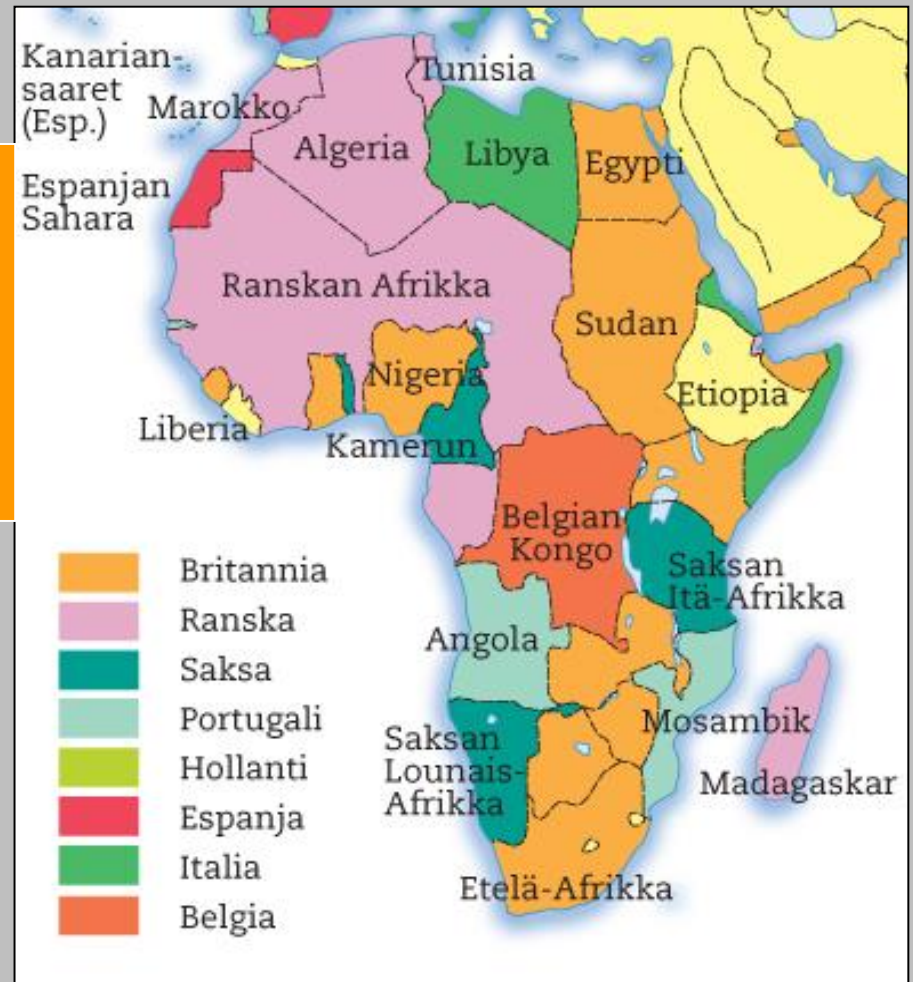 Kanarian-
saaret
(Esp.)
Marokko
Tunisia
Algeria
Libya
Egypti
Espanjan
Sahara
Ranskan Afrikka
Sudan
Nigeria
Etiopia
Liberia
Kamerun
Belgian
Kongo
Saksan
Itä-Afrikka
Angola
Mosambik
Saksan
Lounais-
Afrikka
Madagaskar
Etelä-Afrikka
Britannia
Ranska
Saksa
Portugali
Hollanti
Espanja
Italia
Belgia